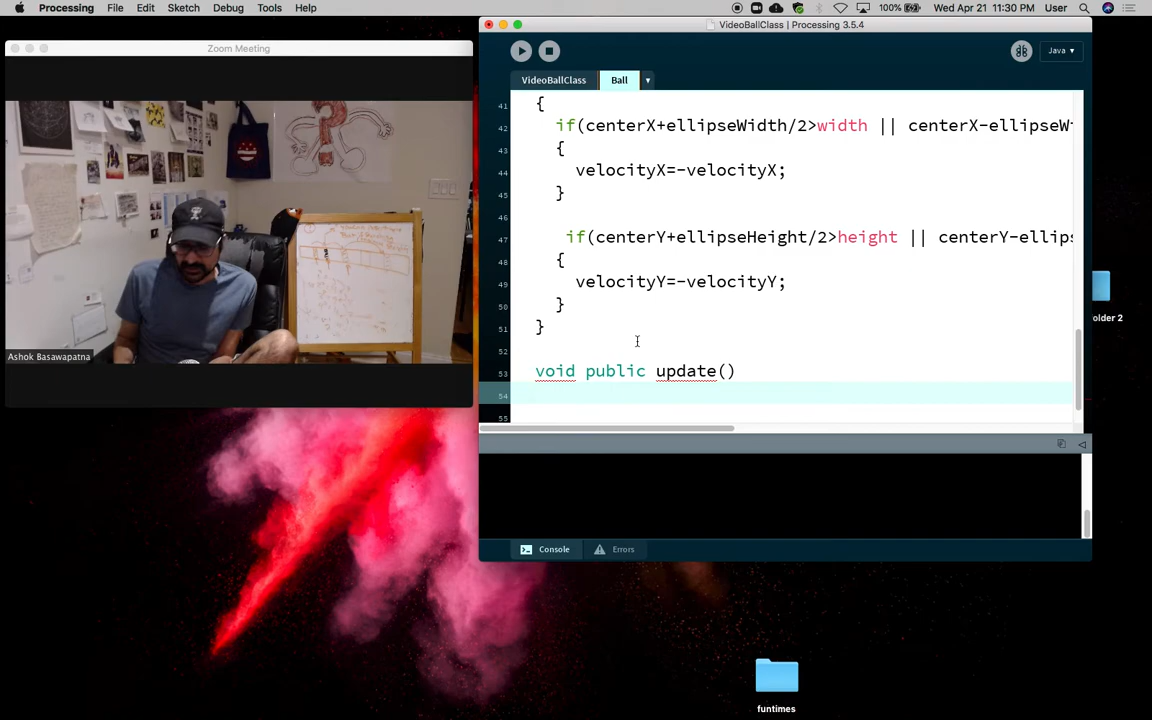 Processing File Edit Sketch Debug Tools Help
100% Wed Apr 21 11:30 PM User
Zoom Meeting
Ashok Basawapatna
VideoBallClass | Processing 3.5.4
Java ▾
VideoBallClass Ball ▾
41 {
42 if(centerX+ellipseWidth/2>width || centerX-ellipseW
43 {
44 velocityX=-velocityX;
45 }
46
47 if(centerY+ellipseHeight/2>height || centerY-ellips
48 {
49 velocityY=-velocityY;
50 }
51 }
52
53 void public update()
54
55
Console Errors
older 2
funtimes